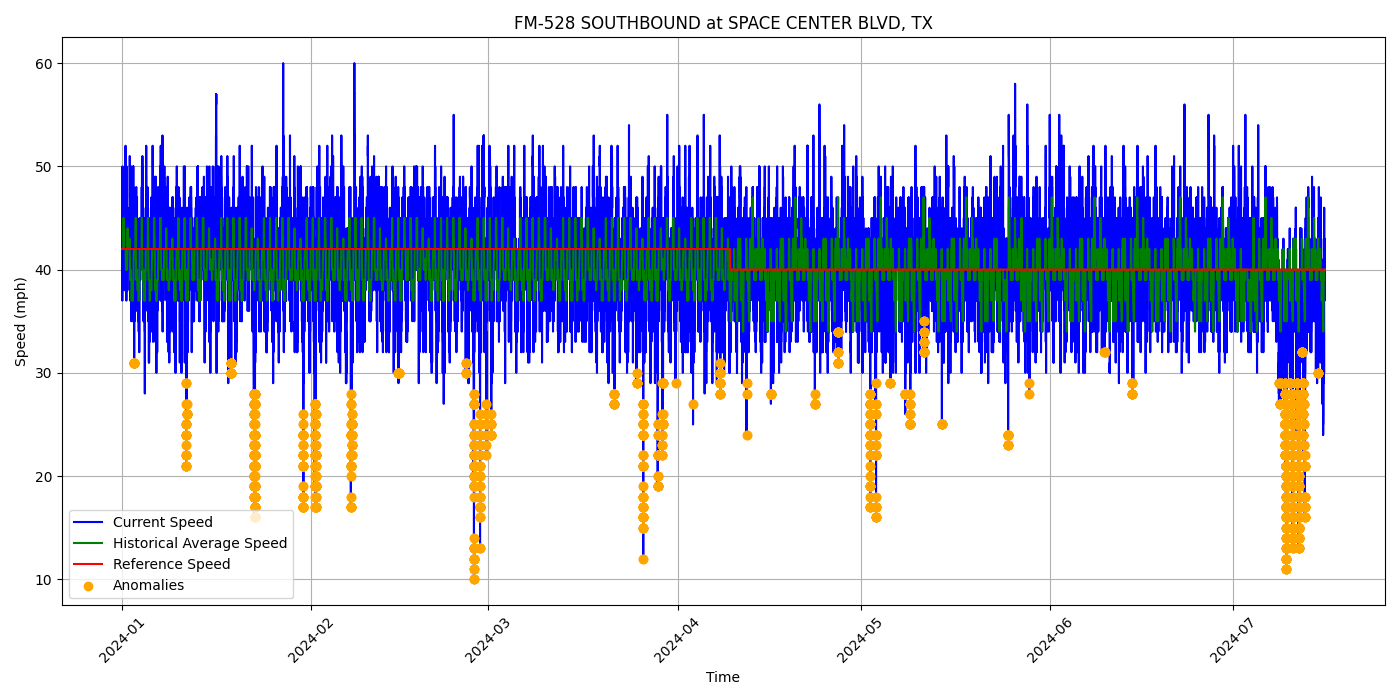 FM-528 SOUTHBOUND at SPACE CENTER BLVD, TX
60
50
40
30
20
10
Speed (mph)
Current Speed
Historical Average Speed
Reference Speed
Anomalies
2024-01
2024-02
2024-03
2024-04
2024-05
2024-06
2024-07
Time